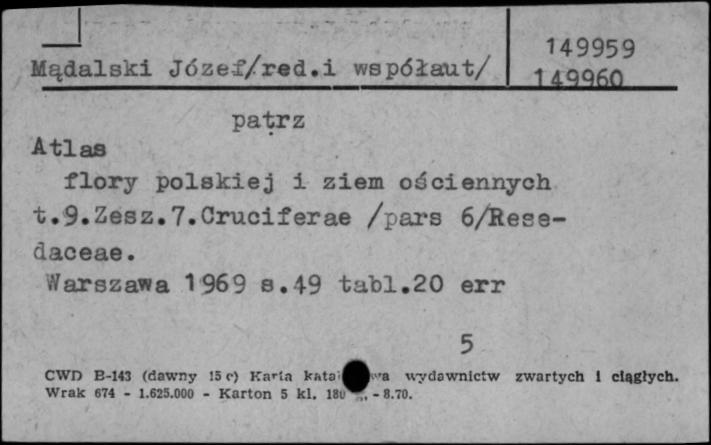 149959
Mądalski Józef/red.i współaut/
149960
patrz
Atlas
flory polskiej i ziem ościennych
t.9.Zesz.7.Cruciferae /pars 6/Rese-
daceae.
Warszawa 1969 s.49 tabl.20 err
5
CWD B-143 (dawny 15 c) Karta wydawnictw zwartych i ciągłych.
Wrak 674 - 1.625.000 - Karton 5 kl. - 8.70.